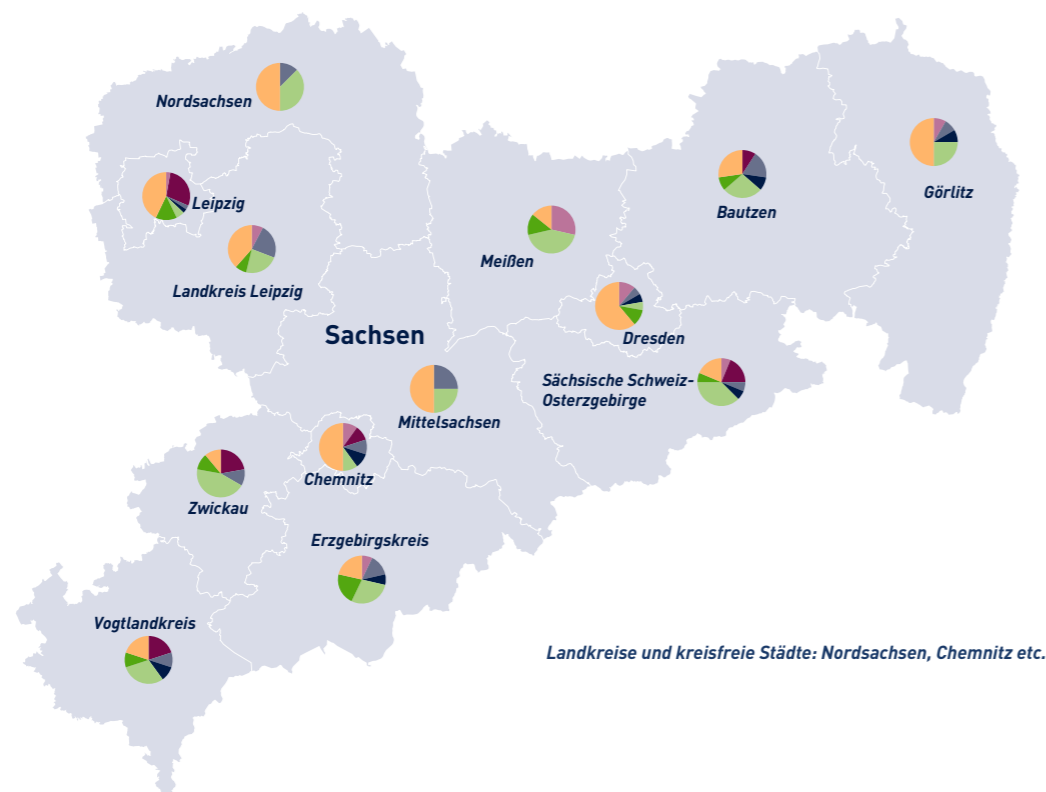 Nordsachsen
Leipzig
Landkreis Leipzig
Meißen
Bautzen
Görlitz
Sachsen
Dresden
Sächsische Schweiz-
Osterzgebirge
Mittelsachsen
Chemnitz
Zwickau
Erzgebirgskreis
Vogtlandkreis
Landkreise und kreisfreie Städte: Nordsachsen, Chemnitz etc.